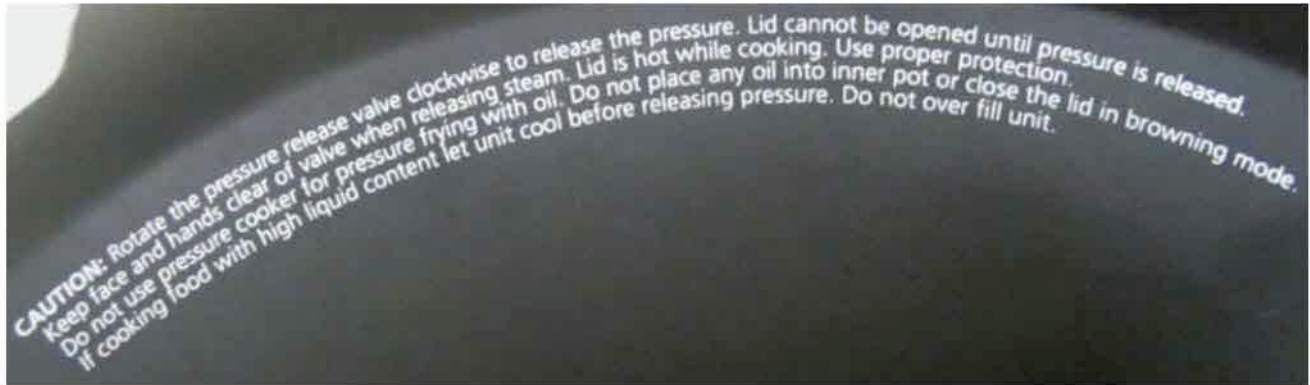 CAUTION: Rotate the pressure release valve clockwise to release the pressure. Lid cannot be opened until pressure is released.
Keep face and hands clear of valve when releasing steam. Lid is hot while cooking. Use proper protection.
Do not use pressure cooker for pressure frying with oil. Do not place any oil into inner pot or close the lid in browning mode.
If cooking food with high liquid content let unit cool before releasing pressure. Do not over fill unit.